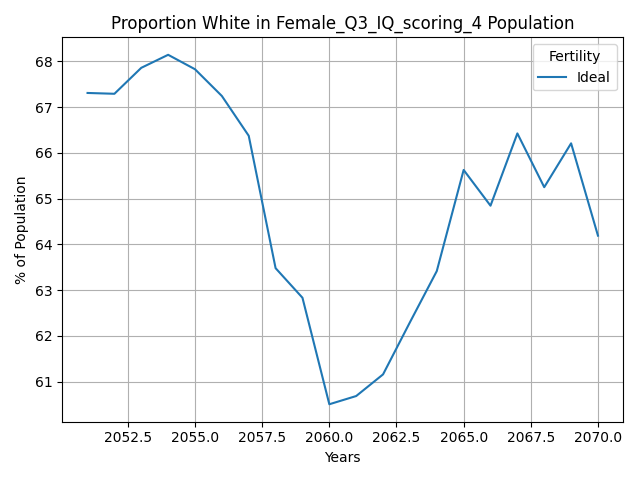 Proportion White in Female_Q3_IQ_scoring_4 Population
Fertility
Ideal
% of Population
68
67
66
65
64
63
62
61
2052.5 2055.0 2057.5 2060.0 2062.5 2065.0 2067.5 2070.0
Years